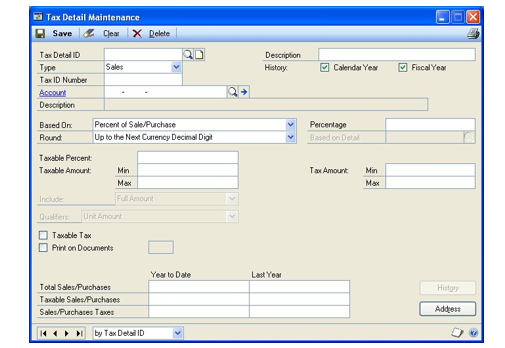 Tax Detail Maintenance
Save Clear Delete
Tax Detail ID Description
Type Sales History: Calendar Year Fiscal Year
Tax ID Number
Account - -
Description
Based On: Percent of Sale/Purchase Percentage
Round: Up to the Next Currency Decimal Digit Based on Detail
Taxable Percent:
Taxable Amount: Min Tax Amount: Min
Max Max
Include: Full Amount
Qualifiers: Unit Amount
Taxable Tax
Print on Documents
Year to Date Last Year
Total Sales/Purchases History
Taxable Sales/Purchases
Sales/Purchases Taxes Address
by Tax Detail ID